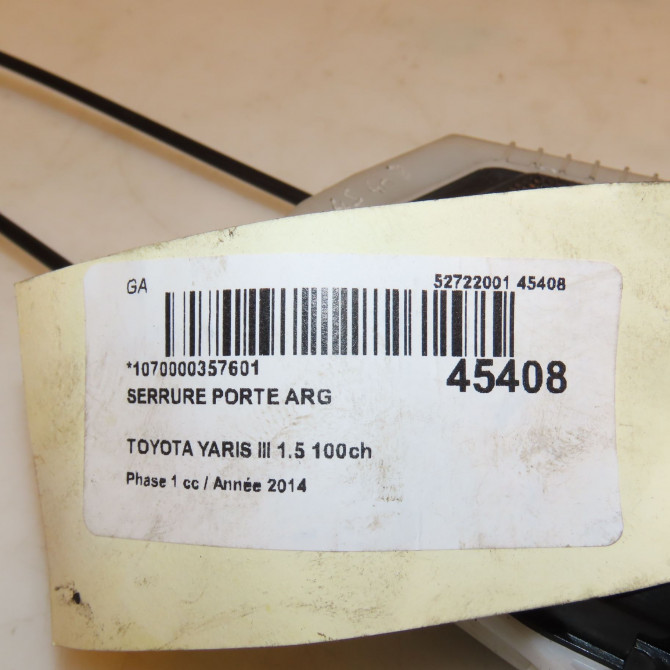 GA 52722001 45408
*1070000357601 45408
SERRURE PORTE ARG
TOYOTA YARIS III 1.5 100ch
Phase 1 cc / Année 2014